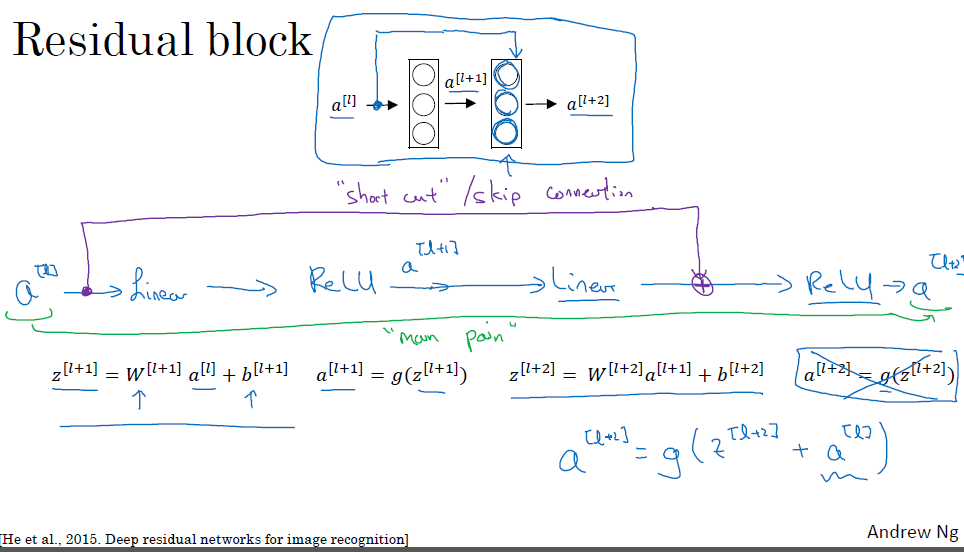 Residual block
a[l] a[l+1] a[l+2]
"short cut" / skip connection
a[l] → Linear → ReLU a[l+1] → Linear → ReLU → a[l+2]
"main path"
z[l+1] = W[l+1] a[l] + b[l+1] a[l+1] = g(z[l+1]) z[l+2] = W[l+2]a[l+1] + b[l+2] a[l+2] = g(z[l+2])
a[l+2] = g(z[l+2] + a[l])
[He et al., 2015. Deep residual networks for image recognition]
Andrew Ng